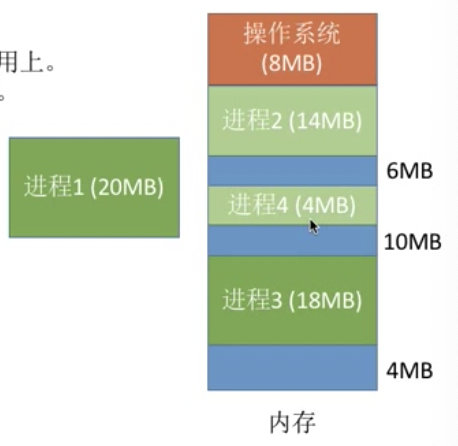 用上。
。
操作系统
(8MB)
进程2 (14MB)
6MB
进程1 (20MB)
进程4 (4MB)
10MB
进程3 (18MB)
4MB
内存